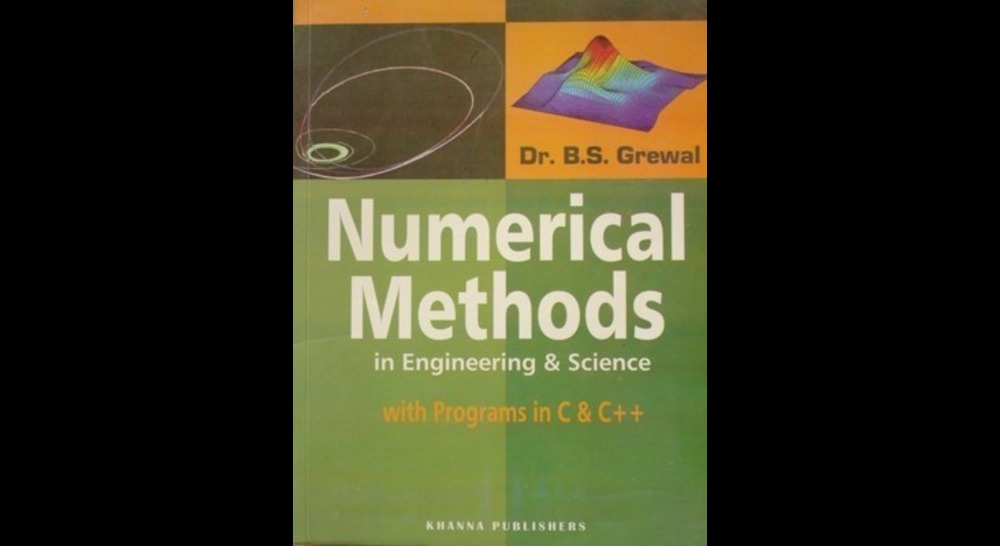 Dr. B.S. Grewal
Numerical
Methods
in Engineering & Science
with Programs in C & C++
KHANNA PUBLISHERS